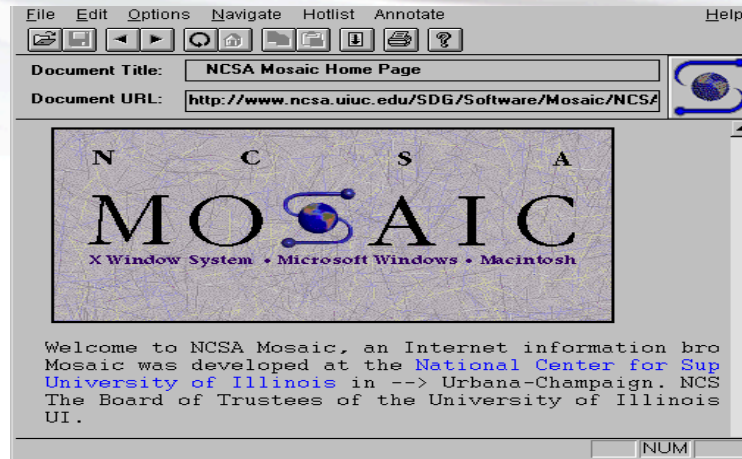 File Edit Options Navigate Hotlist Annotate Help
Document Title: NCSA Mosaic Home Page
Document URL: http://www.ncsa.uiuc.edu/SDG/Software/Mosaic/NCSA
N C S A
MOSAIC
X Window System • Microsoft Windows • Macintosh
Welcome to NCSA Mosaic, an Internet information bro
Mosaic was developed at the National Center for Sup
University of Illinois in --> Urbana-Champaign. NCS
The Board of Trustees of the University of Illinois
UI.
NUM